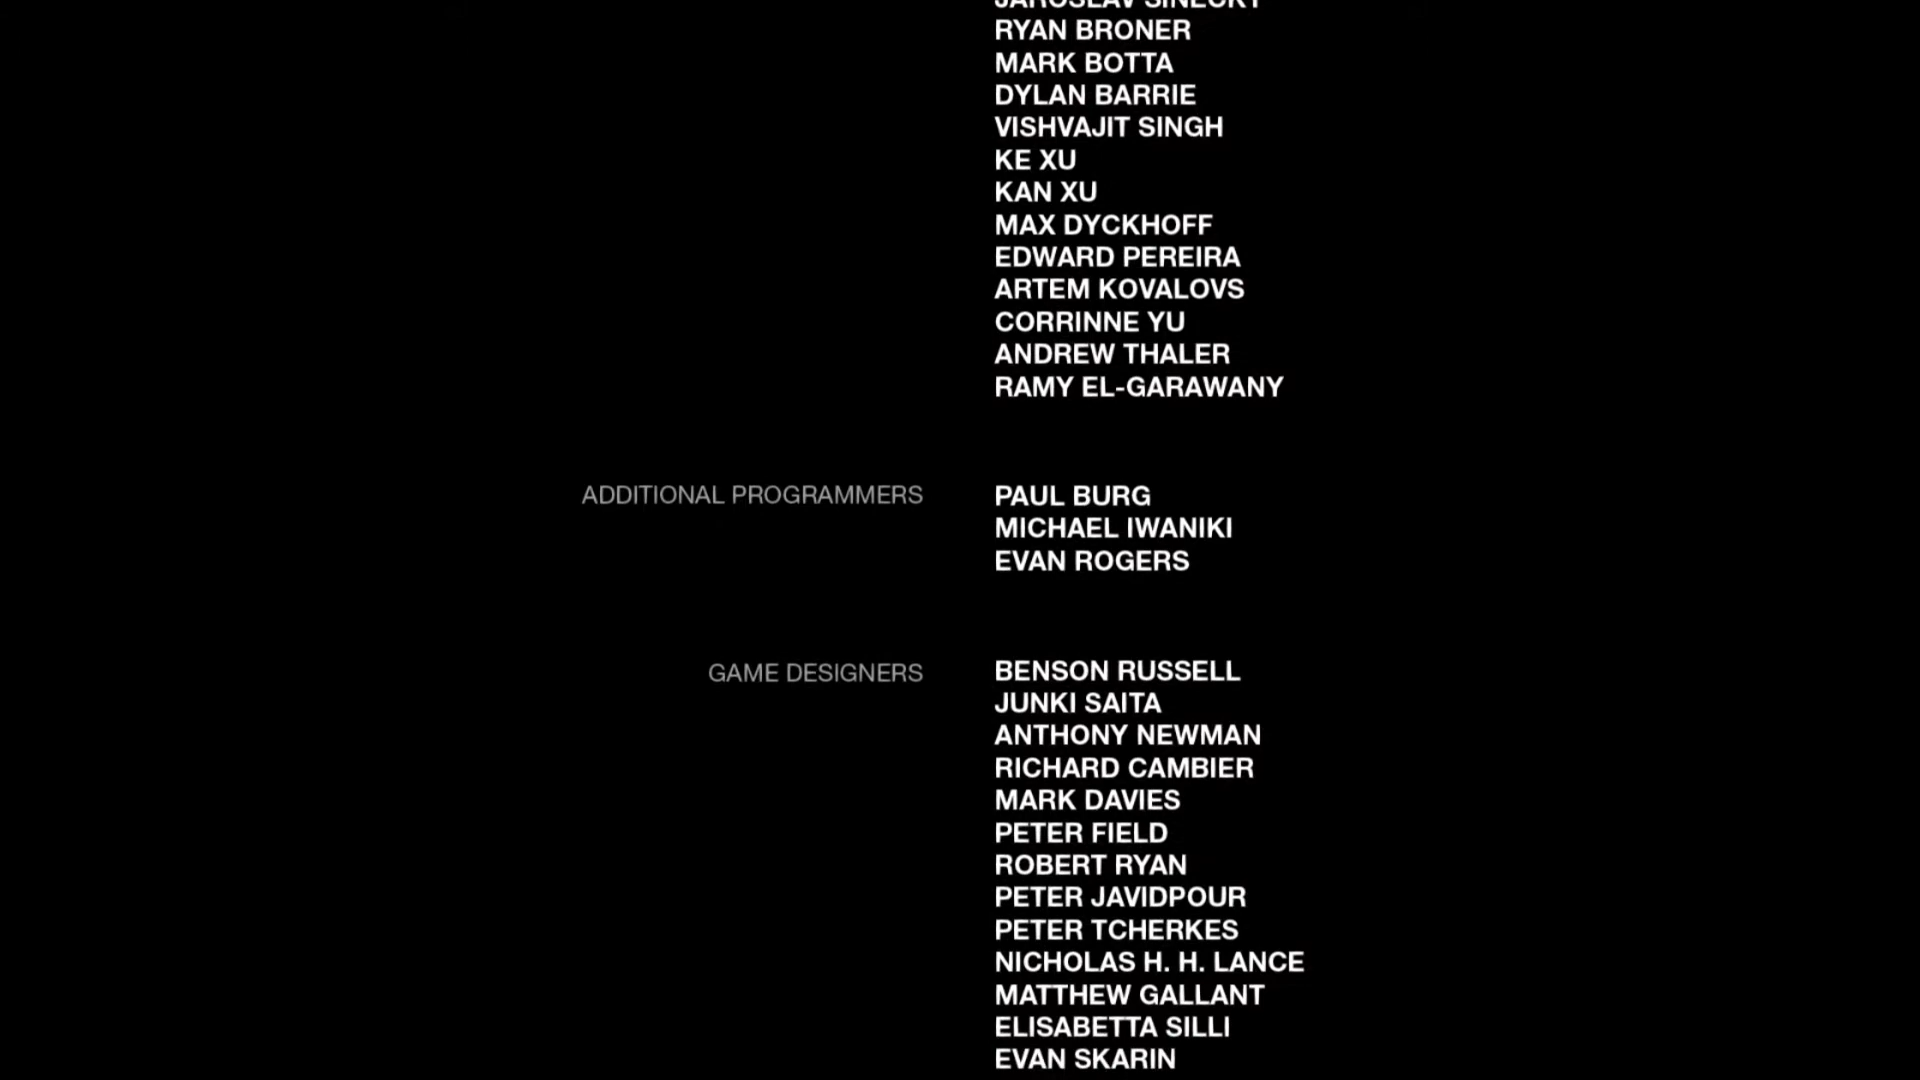 JAROSLAV SINECKY
RYAN BRONER
MARK BOTTA
DYLAN BARRIE
VISHVAJIT SINGH
KE XU
KAN XU
MAX DYCKHOFF
EDWARD PEREIRA
ARTEM KOVALOVS
CORRINNE YU
ANDREW THALER
RAMY EL-GARAWANY
ADDITIONAL PROGRAMMERS
PAUL BURG
MICHAEL IWANIKI
EVAN ROGERS
GAME DESIGNERS
BENSON RUSSELL
JUNKI SAITA
ANTHONY NEWMAN
RICHARD CAMBIER
MARK DAVIES
PETER FIELD
ROBERT RYAN
PETER JAVIDPOUR
PETER TCHERKES
NICHOLAS H. H. LANCE
MATTHEW GALLANT
ELISABETTA SILLI
EVAN SKARIN